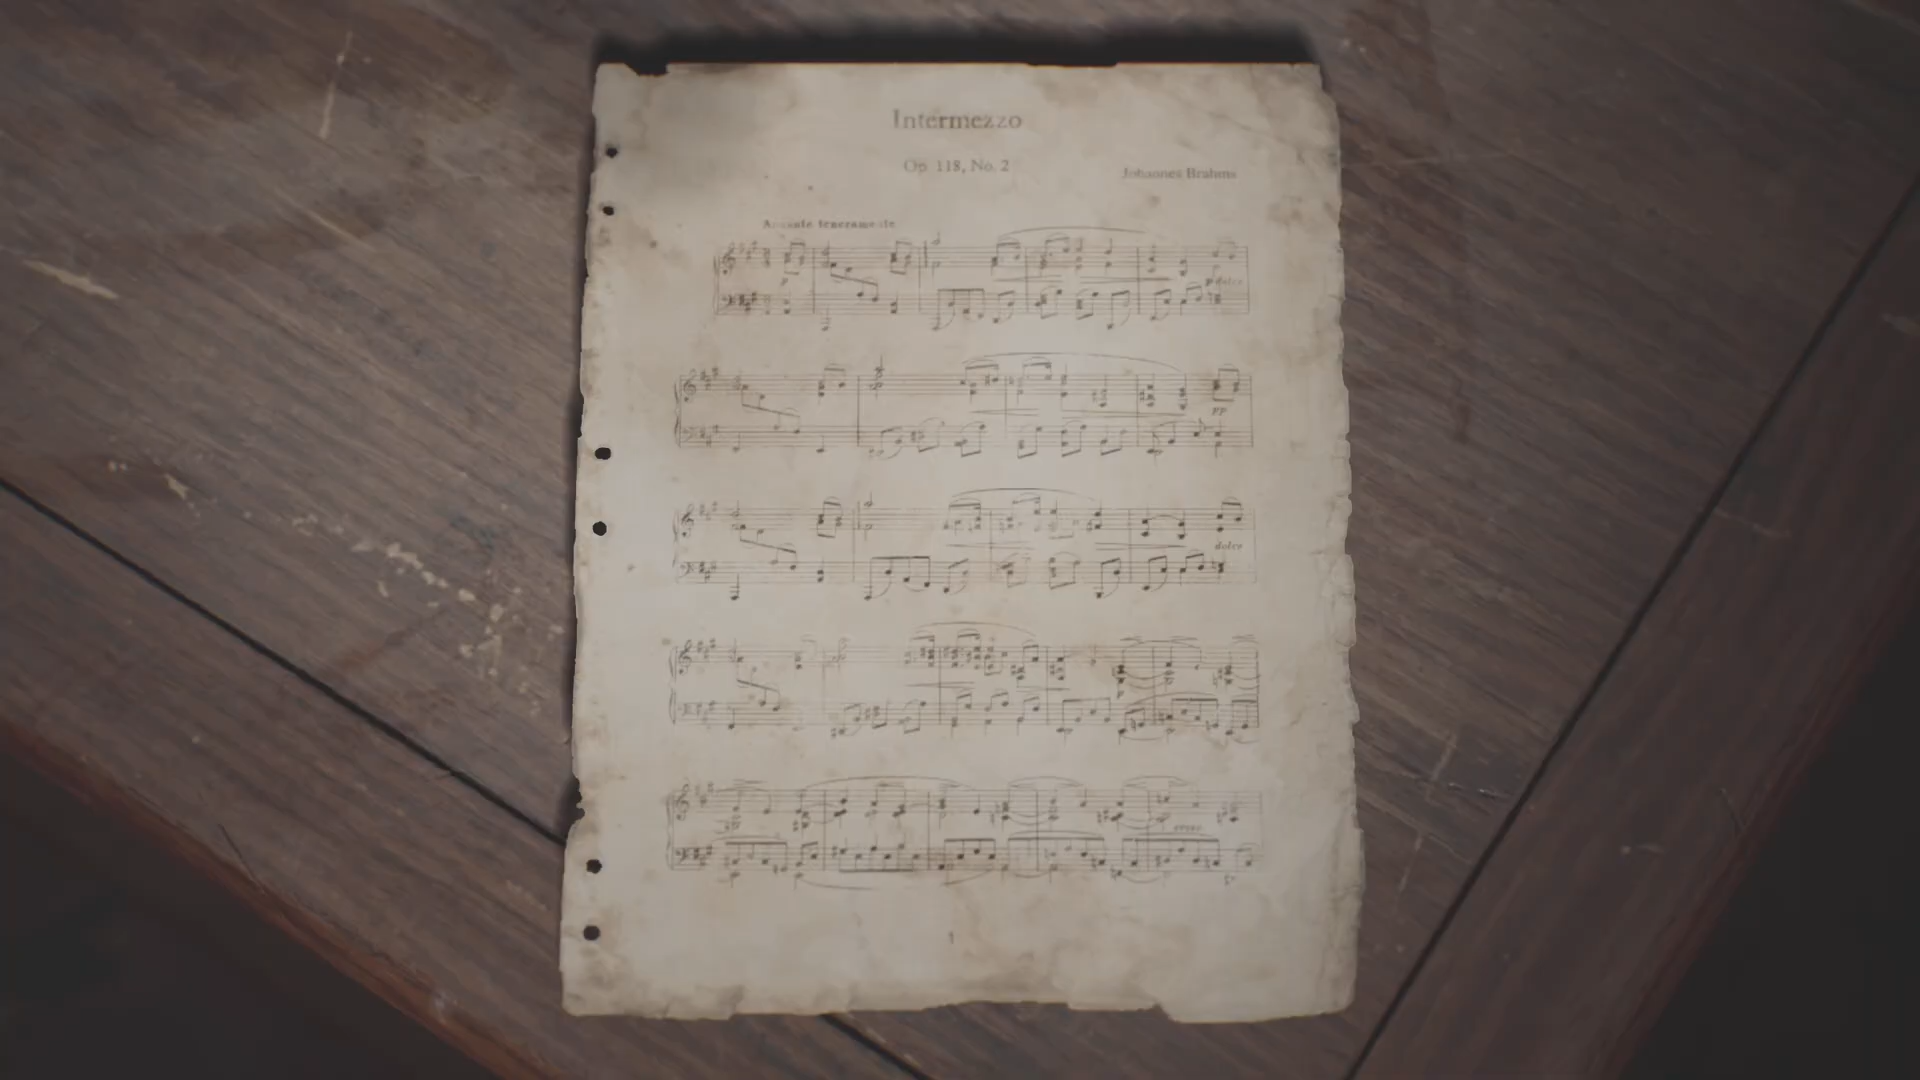 Intermezzo
Op. 118, No. 2
Johannes Brahms
Andante teneramente
p
p dolce
pp
dolce
p
cresc.
1